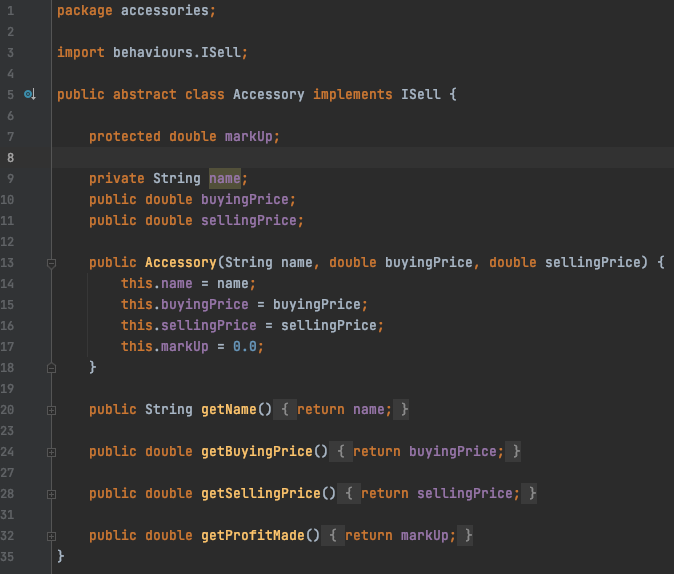 1 package accessories;
2
3 import behaviours.ISell;
4
5 public abstract class Accessory implements ISell {
6
7 protected double markUp;
8
9 private String name;
10 public double buyingPrice;
11 public double sellingPrice;
12
13 public Accessory(String name, double buyingPrice, double sellingPrice) {
14 this.name = name;
15 this.buyingPrice = buyingPrice;
16 this.sellingPrice = sellingPrice;
17 this.markUp = 0.0;
18 }
19
20 public String getName() { return name; }
23
24 public double getBuyingPrice() { return buyingPrice; }
27
28 public double getSellingPrice() { return sellingPrice; }
31
32 public double getProfitMade() { return markUp; }
35 }